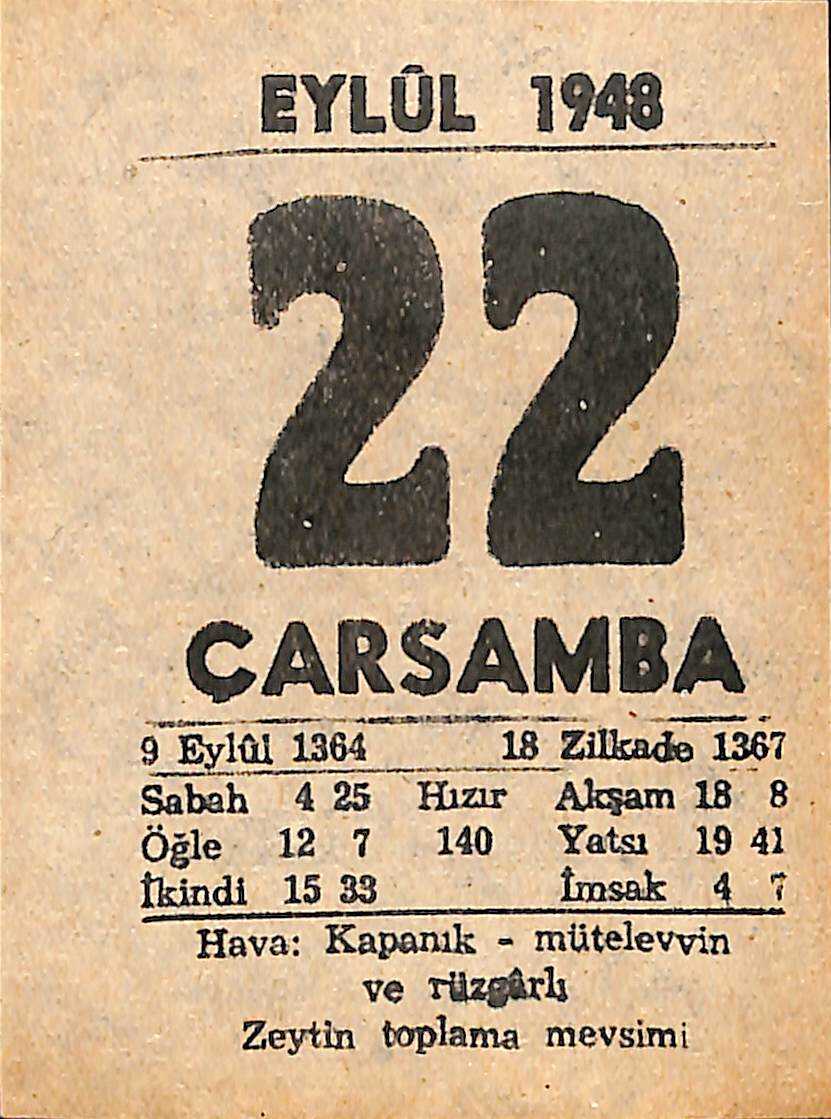 EYLÛL 1948
22
ÇARŞAMBA
9 Eylûl 1364 18 Zilkade 1367
Sabah 4 25 Hızır Akşam 18 8
Öğle 12 7 140 Yatsı 19 41
İkindi 15 33 İmsak 4 7
Hava: Kapanık - mütelevvin
ve rüzgârlı
Zeytin toplama mevsimi